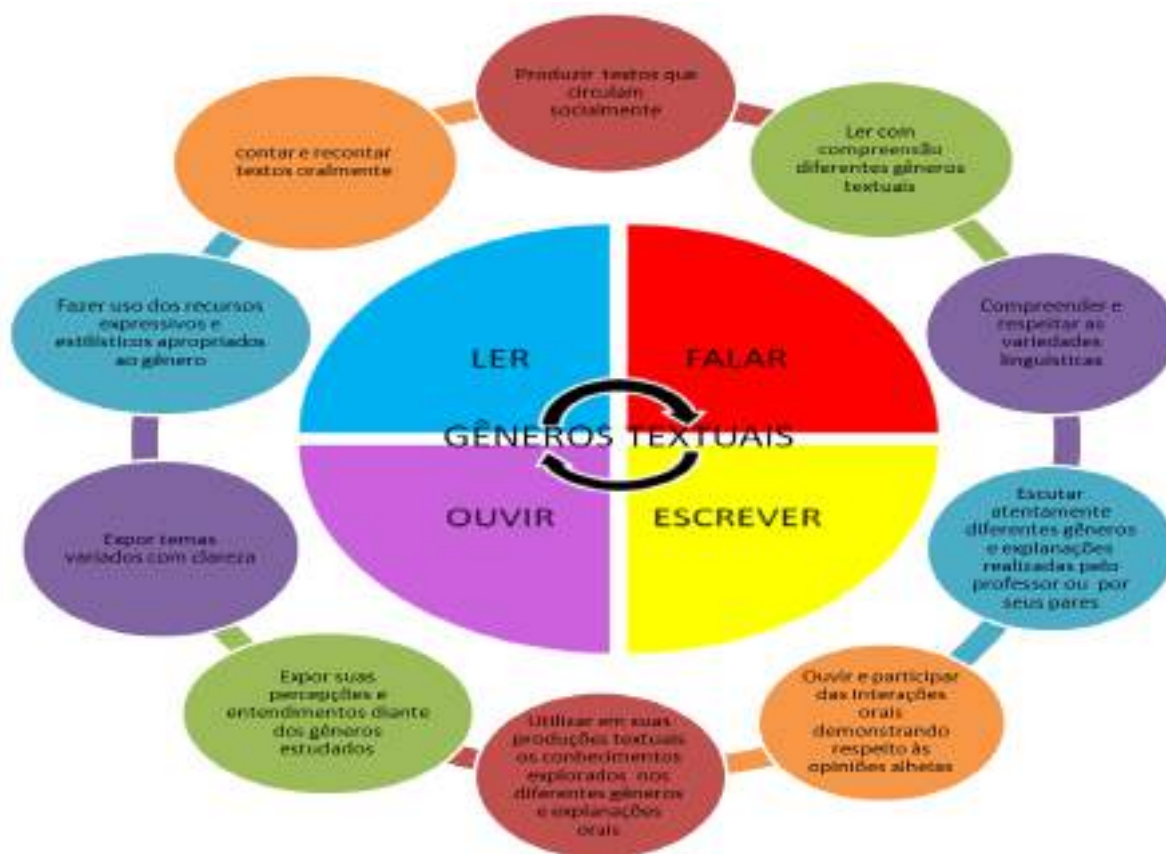 Produzir textos que
circulam
socialmente
Ler com
compreensão
diferentes gêneros
textuais
Compreender e
respeitar as
variedades
linguísticas
Escutar
atentamente
diferentes gêneros
e explanações
realizadas pelo
professor ou por
seus pares
Ouvir e participar
das interações
orais
demonstrando
respeito às
opiniões alheias
Utilizar em suas
produções textuais
os conhecimentos
explorados nos
diferentes gêneros
e explanações
orais
Expor suas
percepções e
entendimentos diante
dos gêneros
estudados
Expor temas
variados com clareza
Fazer uso dos recursos
expressivos e
estilísticos apropriados
ao gênero
contar e recontar
textos oralmente
LER
FALAR
GÊNEROS TEXTUAIS
OUVIR
ESCREVER